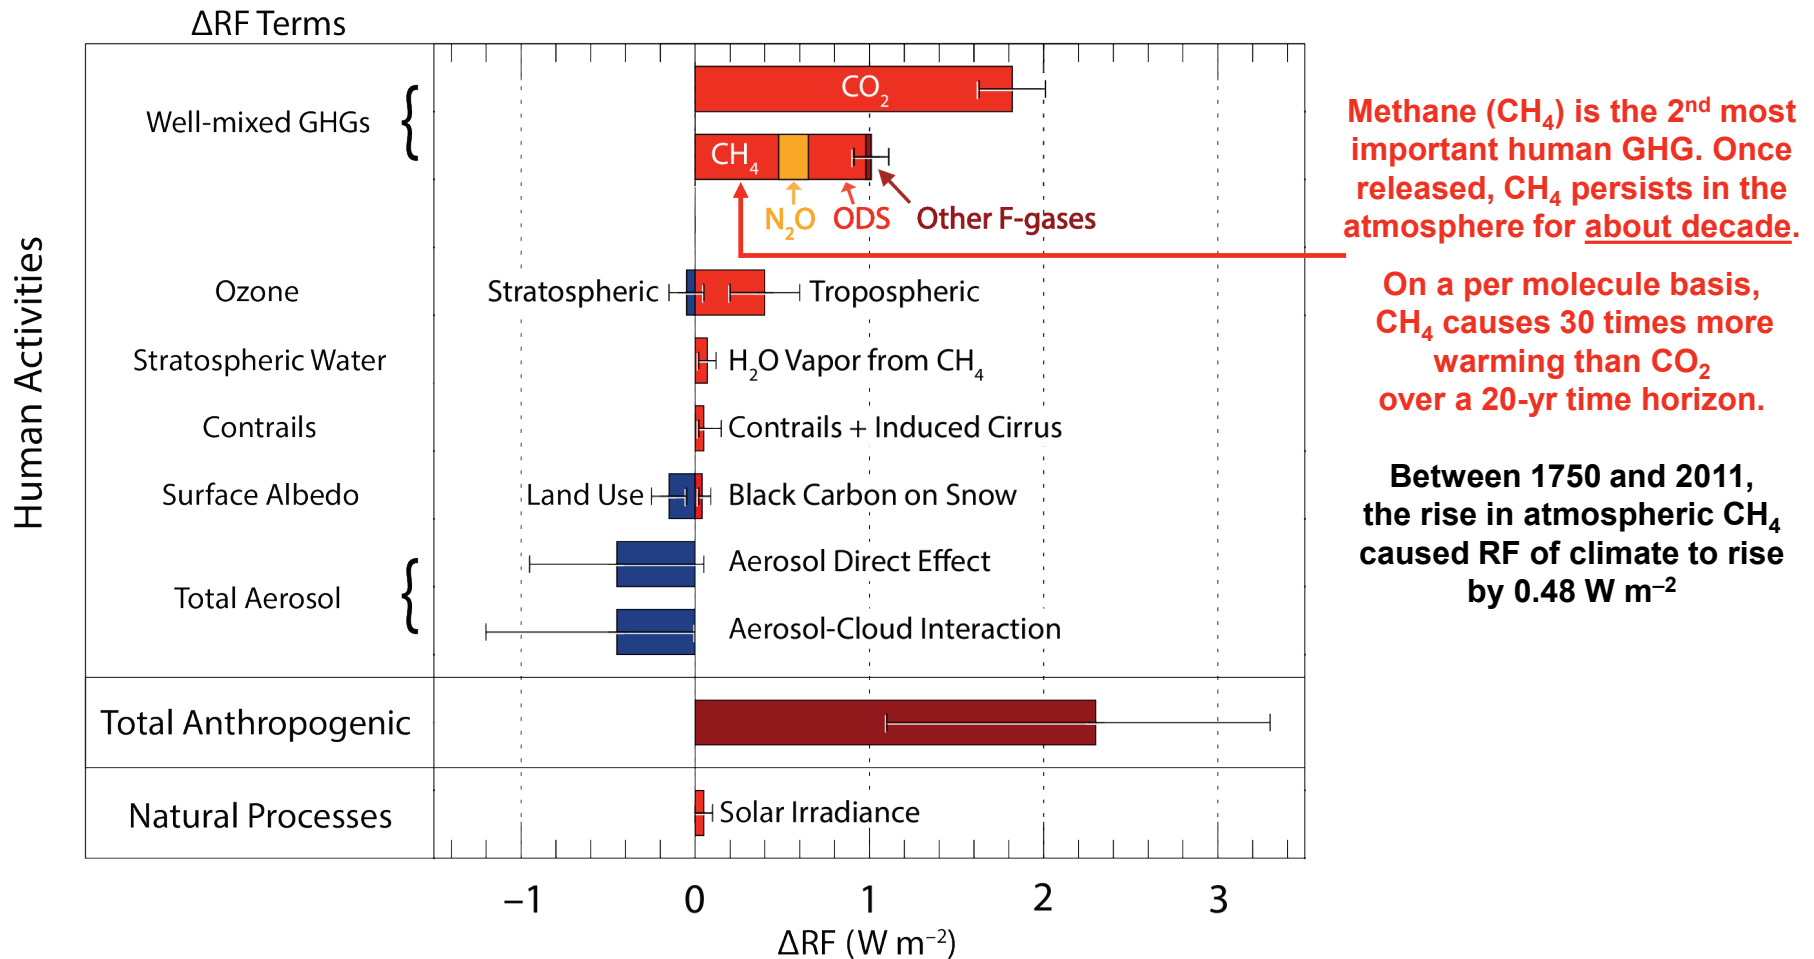 ΔRF Terms
Human Activities
Well-mixed GHGs
CO₂
CH₄
N₂O
ODS
Other F-gases
Ozone
Stratospheric
Tropospheric
Stratospheric Water
H₂O Vapor from CH₄
Contrails
Contrails + Induced Cirrus
Surface Albedo
Land Use
Black Carbon on Snow
Total Aerosol
Aerosol Direct Effect
Aerosol-Cloud Interaction
Total Anthropogenic
Natural Processes
Solar Irradiance
–1 0 1 2 3
ΔRF (W m⁻²)
Methane (CH₄) is the 2ⁿᵈ most
important human GHG. Once
released, CH₄ persists in the
atmosphere for about decade.
On a per molecule basis,
CH₄ causes 30 times more
warming than CO₂
over a 20-yr time horizon.
Between 1750 and 2011,
the rise in atmospheric CH₄
caused RF of climate to rise
by 0.48 W m⁻²